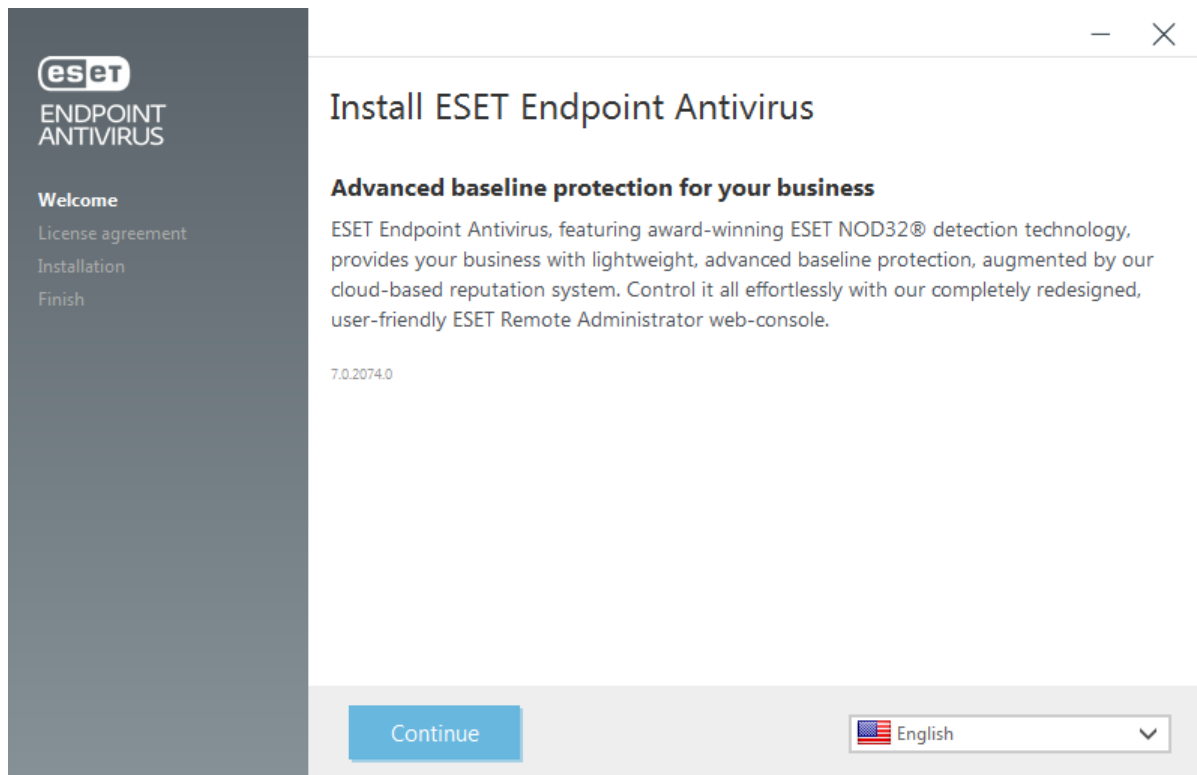 eset
ENDPOINT
ANTIVIRUS
Welcome
License agreement
Installation
Finish
Install ESET Endpoint Antivirus
Advanced baseline protection for your business
ESET Endpoint Antivirus, featuring award-winning ESET NOD32® detection technology,
provides your business with lightweight, advanced baseline protection, augmented by our
cloud-based reputation system. Control it all effortlessly with our completely redesigned,
user-friendly ESET Remote Administrator web-console.
7.0.2074.0
Continue
English